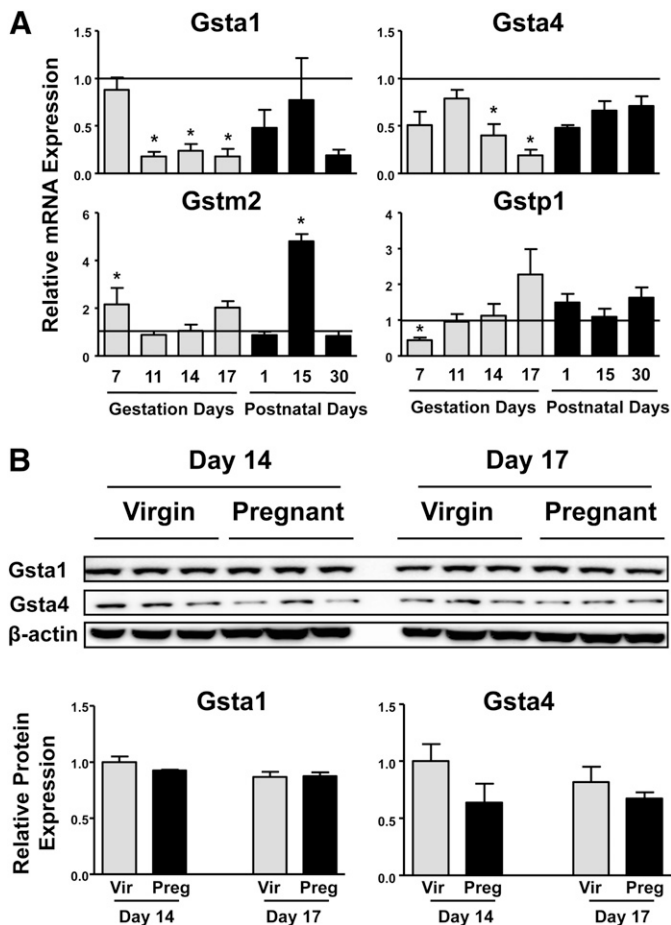 A
Gsta1
Gsta4
Relative mRNA Expression
1.0
0.5
0.0
1.0
0.5
0.0
*
*
*
*
*
Gstm2
Gstp1
6
4
2
0
4
3
2
1
0
*
*
*
7 11 14 17 1 15 30
7 11 14 17 1 15 30
Gestation Days Postnatal Days
Gestation Days Postnatal Days
B
Day 14 Day 17
Virgin Pregnant Virgin Pregnant
Gsta1
Gsta4
β-actin
Gsta1
Gsta4
Relative Protein
Expression
1.5
1.0
0.5
0.0
1.5
1.0
0.5
0.0
Vir Preg Vir Preg
Vir Preg Vir Preg
Day 14 Day 17
Day 14 Day 17